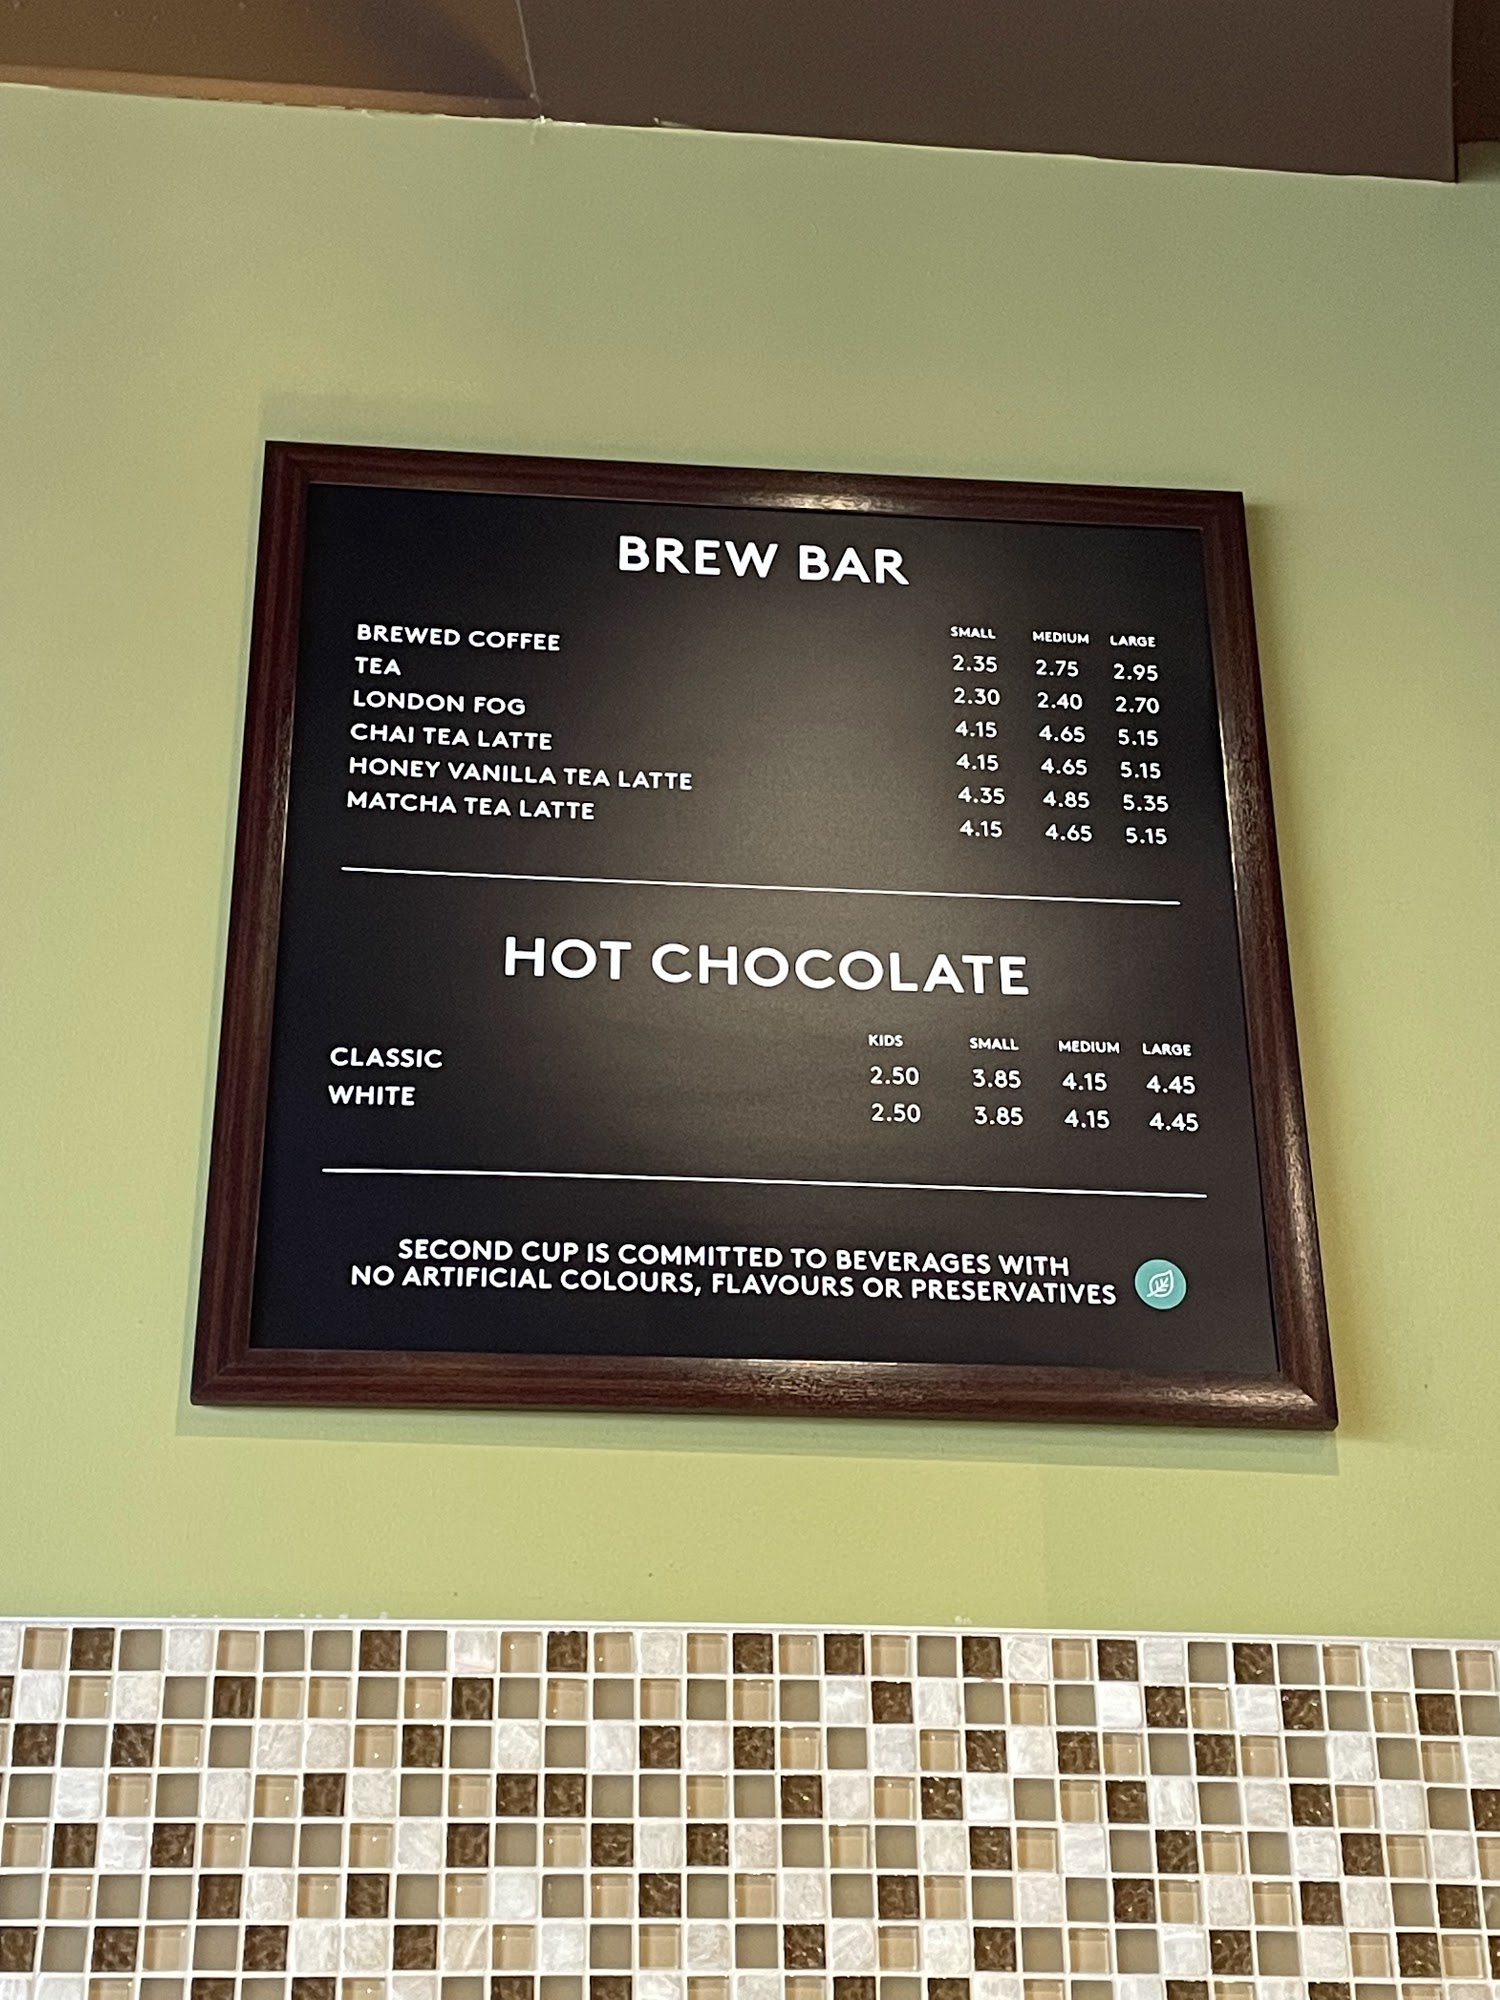 BREW BAR
SMALL MEDIUM LARGE
BREWED COFFEE 2.35 2.75 2.95
TEA 2.30 2.40 2.70
LONDON FOG 4.15 4.65 5.15
CHAI TEA LATTE 4.15 4.65 5.15
HONEY VANILLA TEA LATTE 4.35 4.85 5.35
MATCHA TEA LATTE 4.15 4.65 5.15
HOT CHOCOLATE
KIDS SMALL MEDIUM LARGE
CLASSIC 2.50 3.85 4.15 4.45
WHITE 2.50 3.85 4.15 4.45
SECOND CUP IS COMMITTED TO BEVERAGES WITH
NO ARTIFICIAL COLOURS, FLAVOURS OR PRESERVATIVES